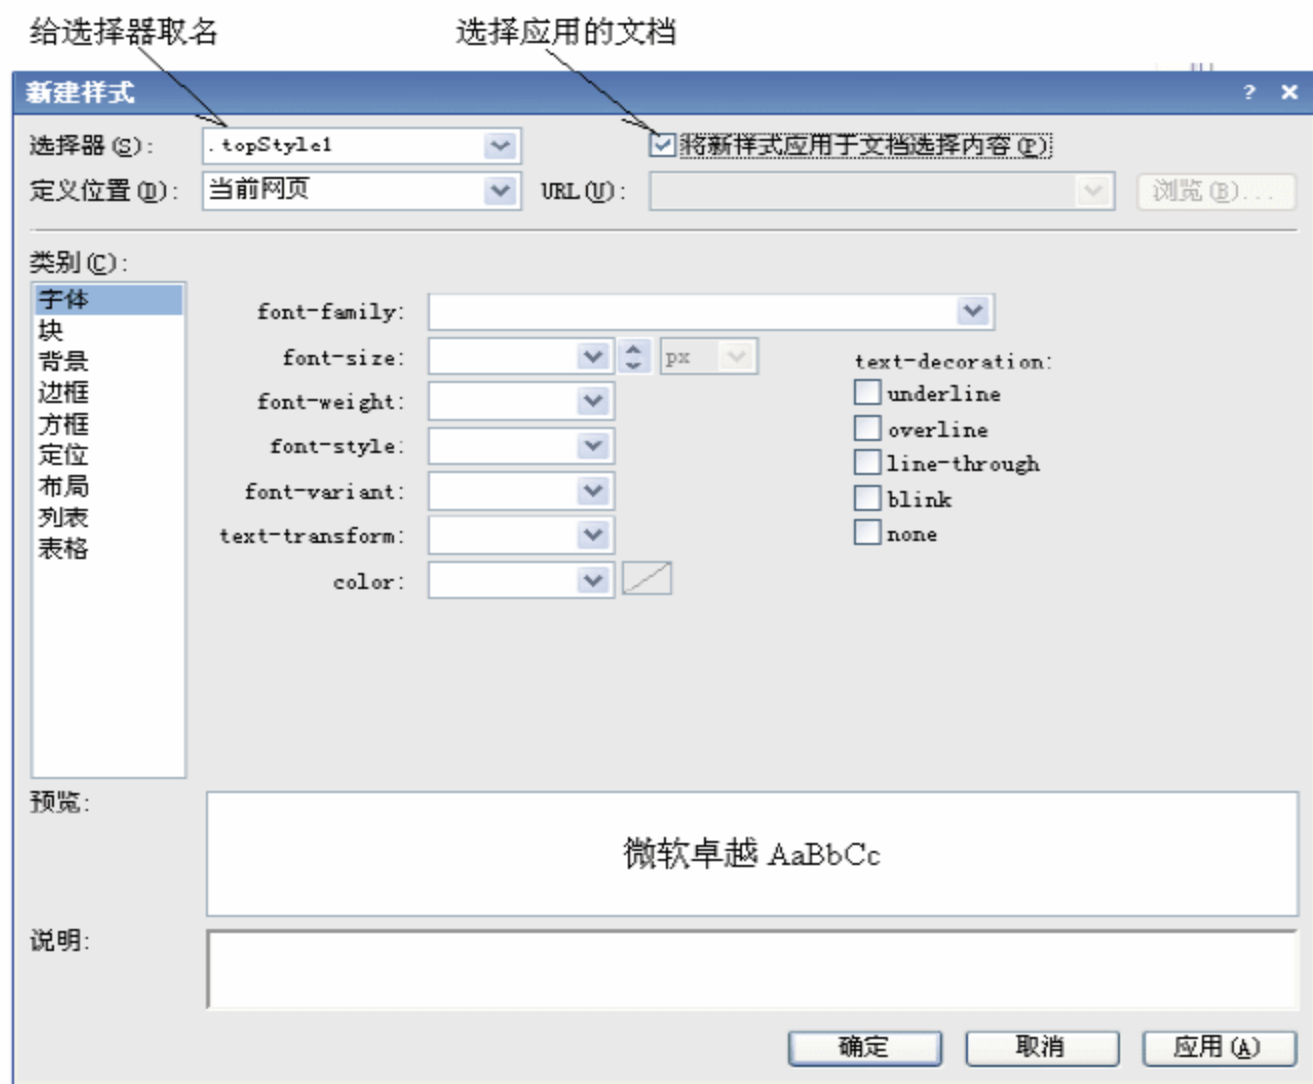 给选择器取名 选择应用的文档
新建样式 ? ×
选择器(S): .topStyle1 将新样式应用于文档选择内容(P)
定义位置(D): 当前网页 URL(U): 浏览(B)...
类别(C):
字体
块
背景
边框
方框
定位
布局
列表
表格
font-family:
font-size: px
font-weight:
font-style:
font-variant:
text-transform:
color:
text-decoration:
underline
overline
line-through
blink
none
预览:
微软卓越 AaBbCc
说明:
确定 取消 应用(A)